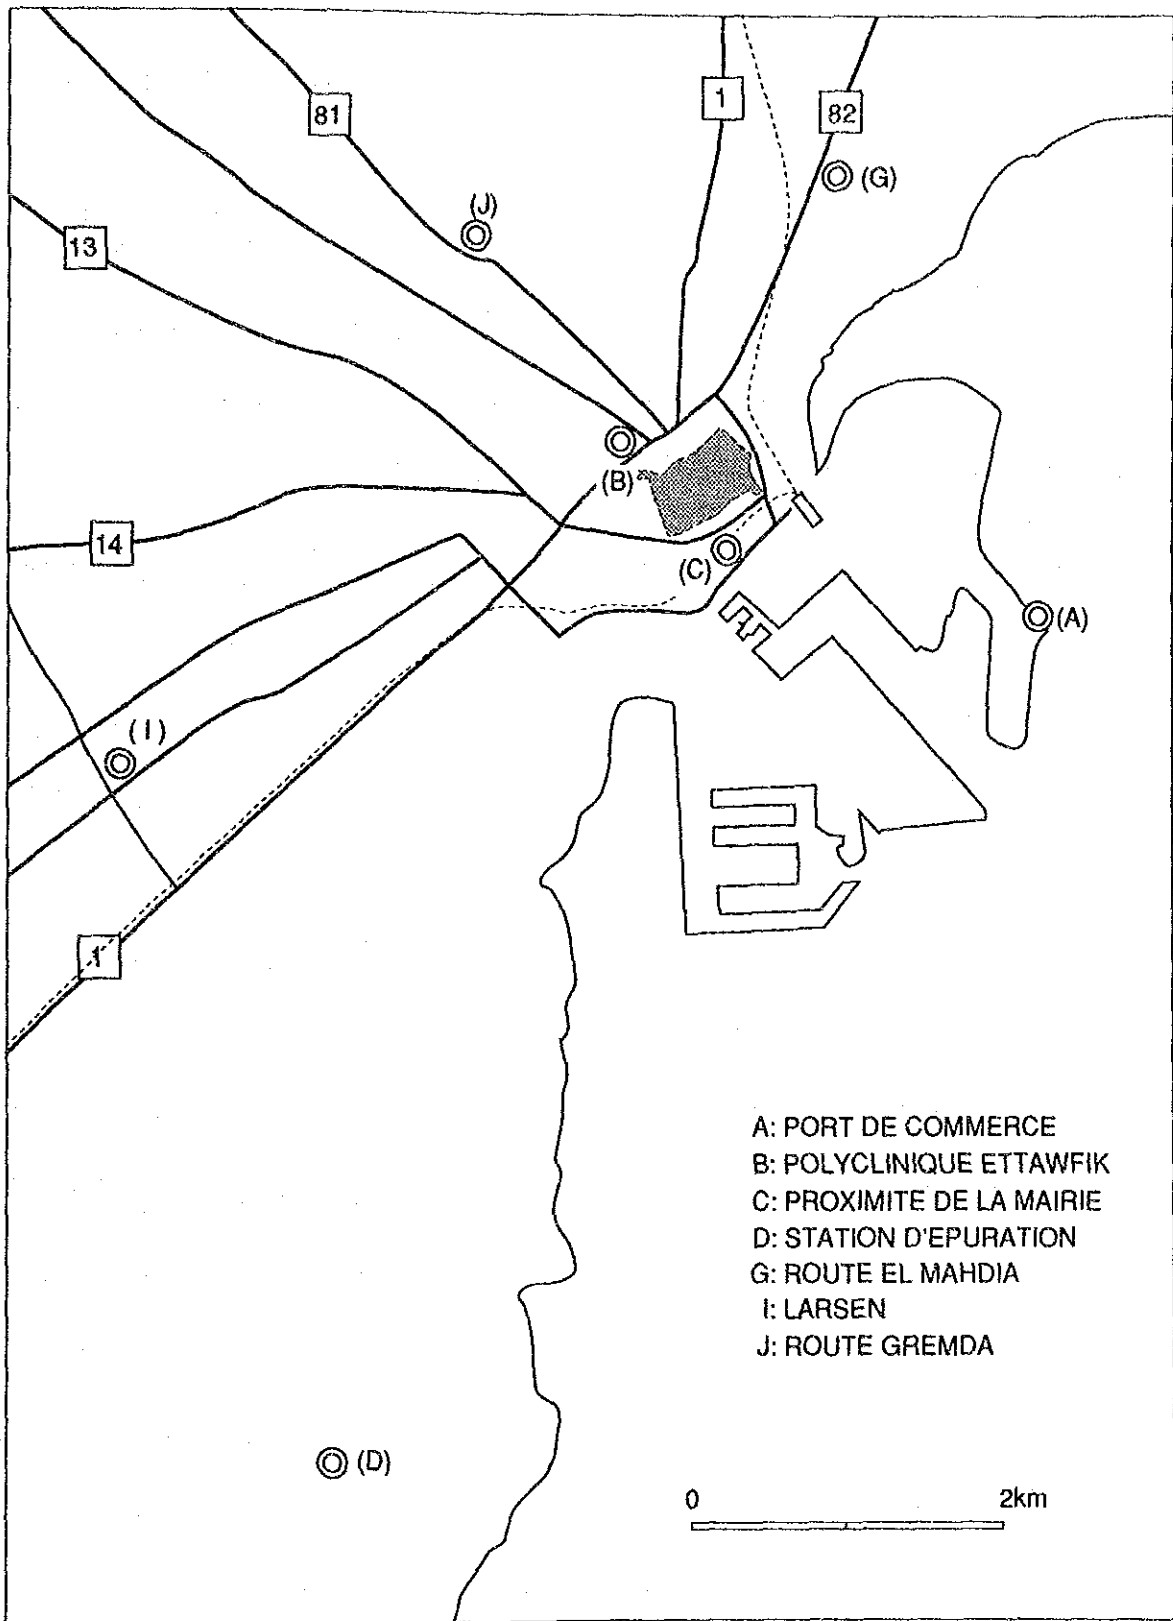 1
81
82
(G)
(J)
13
(B)
14
(C)
(A)
(I)
1
A: PORT DE COMMERCE
B: POLYCLINIQUE ETTAWFIK
C: PROXIMITE DE LA MAIRIE
D: STATION D'EPURATION
G: ROUTE EL MAHDIA
I: LARSEN
J: ROUTE GREMDA
(D)
0 2km